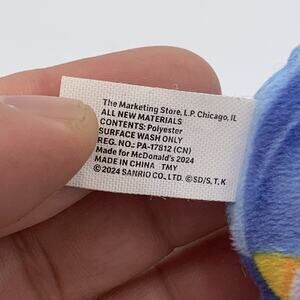 The Marketing Store, L.P. Chicago, IL
ALL NEW MATERIALS
CONTENTS: Polyester
SURFACE WASH ONLY
REG. NO.: PA-17812 (CN)
Made for McDonald's 2024
MADE IN CHINA TMY
© 2024 SANRIO CO., LTD. ©SD/S, T, K